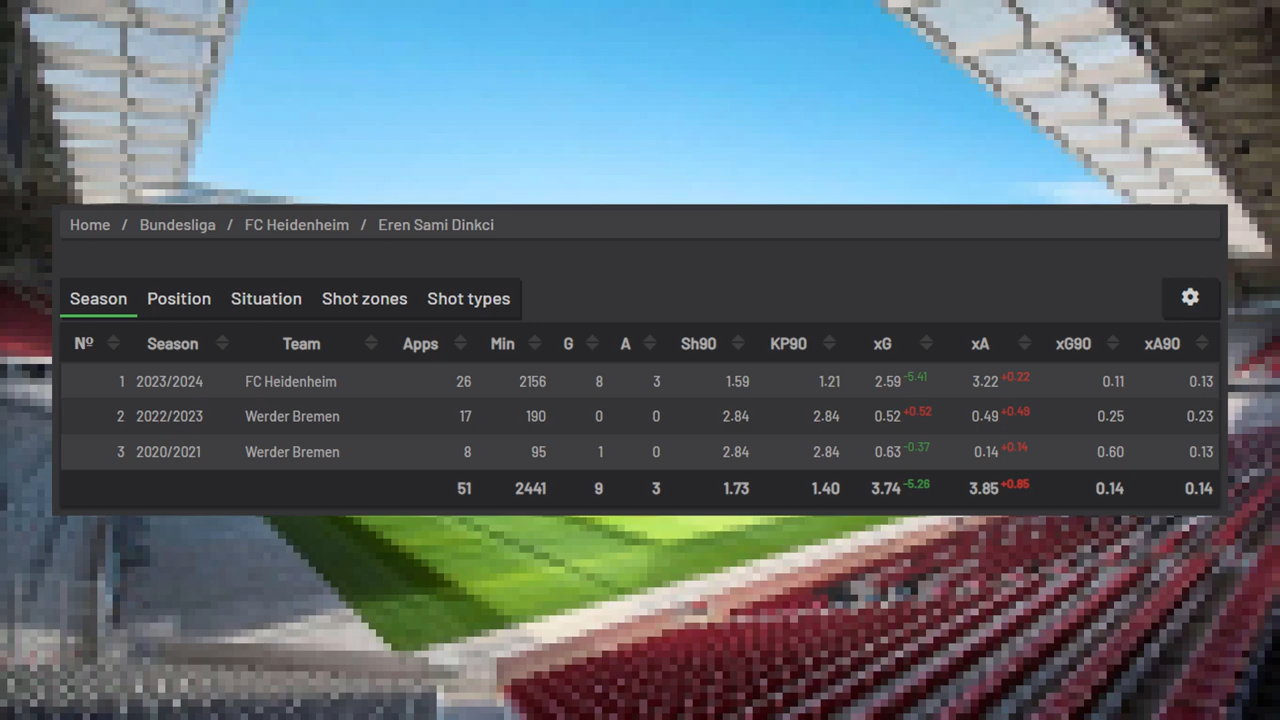 Home / Bundesliga / FC Heidenheim / Eren Sami Dinkci
Season Position Situation Shot zones Shot types
Nº Season Team Apps Min G A Sh90 KP90 xG xA xG90 xA90
1 2023/2024 FC Heidenheim 26 2156 8 3 1.59 1.21 2.59 -5.41 3.22 +0.22 0.11 0.13
2 2022/2023 Werder Bremen 17 190 0 0 2.84 2.84 0.52 +0.52 0.49 +0.49 0.25 0.23
3 2020/2021 Werder Bremen 8 95 1 0 2.84 2.84 0.63 -0.37 0.14 +0.14 0.60 0.13
51 2441 9 3 1.73 1.40 3.74 -5.26 3.85 +0.85 0.14 0.14